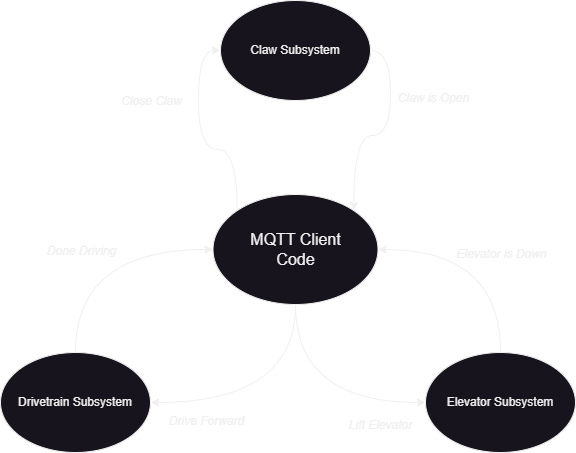 Claw Subsystem
Close Claw
Claw is Open
MQTT Client
Code
Done Driving
Elevator is Down
Drivetrain Subsystem
Elevator Subsystem
Drive Forward
Lift Elevator